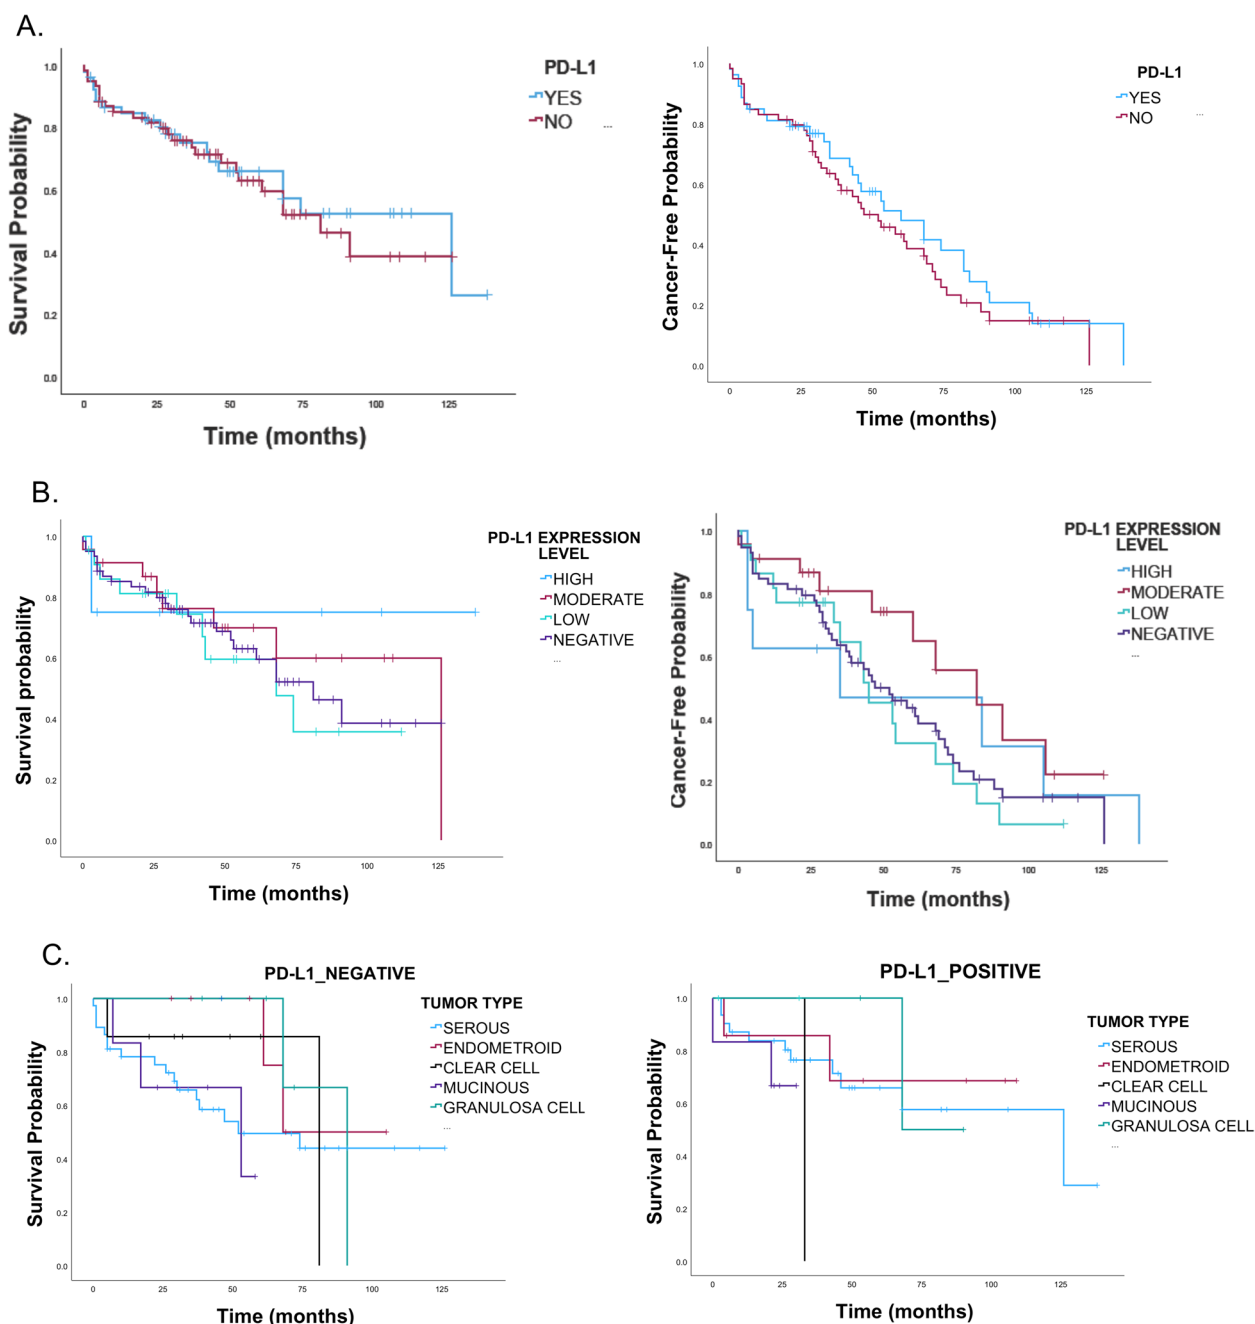 A.
PD-L1
YES
NO
...
1.0
0.8
0.6
0.4
0.2
0.0
Survival Probability
0 25 50 75 100 125
Time (months)
PD-L1
YES
NO
...
1.0
0.8
0.6
0.4
0.2
0.0
Cancer-Free Probability
0 25 50 75 100 125
Time (months)
B.
PD-L1 EXPRESSION
LEVEL
HIGH
MODERATE
LOW
NEGATIVE
...
1.0
0.8
0.6
0.4
0.2
0.0
Survival probability
0 25 50 75 100 125
Time (months)
PD-L1 EXPRESSION
LEVEL
HIGH
MODERATE
LOW
NEGATIVE
...
1.0
0.8
0.6
0.4
0.2
0.0
Cancer-Free Probability
0 25 50 75 100 125
Time (months)
C.
PD-L1_NEGATIVE
TUMOR TYPE
SEROUS
ENDOMETROID
CLEAR CELL
MUCINOUS
GRANULOSA CELL
...
1.0
0.8
0.6
0.4
0.2
0.0
Survival Probability
0 25 50 75 100 125
Time (months)
PD-L1_POSITIVE
TUMOR TYPE
SEROUS
ENDOMETROID
CLEAR CELL
MUCINOUS
GRANULOSA CELL
...
1.0
0.8
0.6
0.4
0.2
0.0
Survival Probability
0 25 50 75 100 125
Time (months)